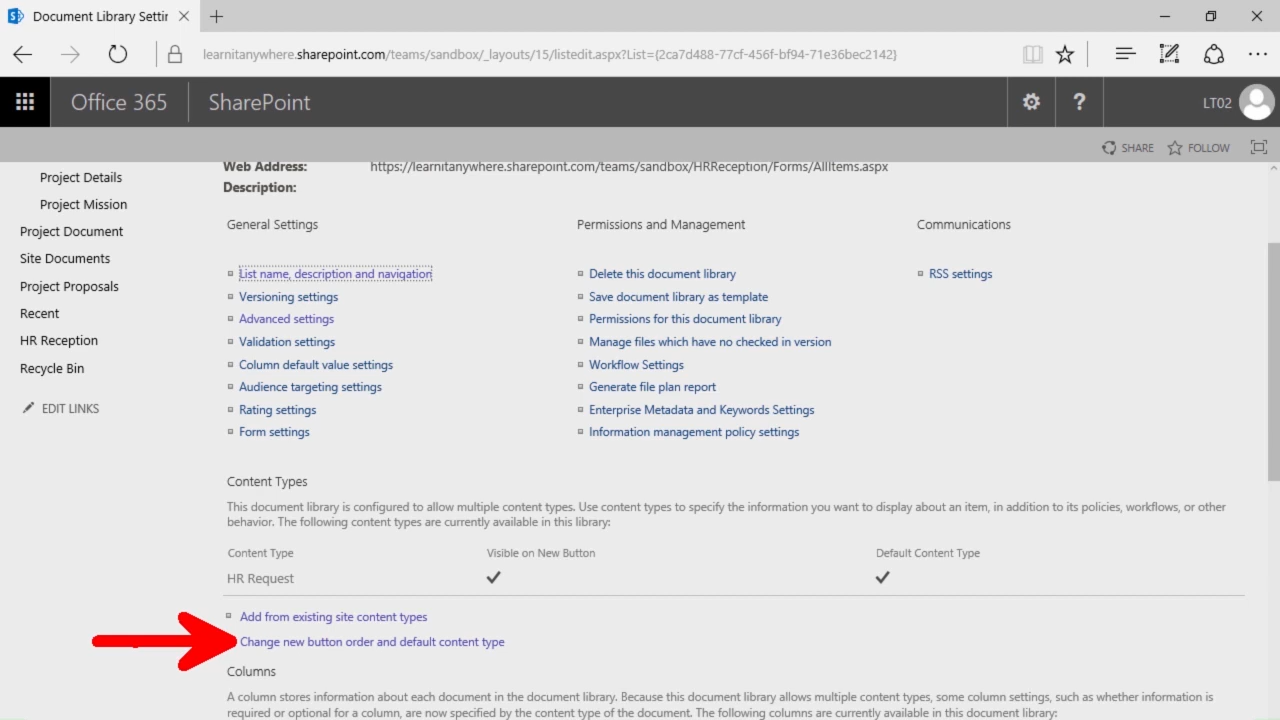 Document Library Settir
learnitanywhere.sharepoint.com/teams/sandbox/_layouts/15/listedit.aspx?List={2ca7d488-77cf-456f-bf94-71e36bec2142}
Office 365 SharePoint ? LT02
SHARE FOLLOW
Web Address: https://learnitanywhere.sharepoint.com/teams/sandbox/HRReception/Forms/AllItems.aspx
Description:
Project Details
Project Mission
Project Document
Site Documents
Project Proposals
Recent
HR Reception
Recycle Bin
EDIT LINKS
General Settings
List name, description and navigation
Versioning settings
Advanced settings
Validation settings
Column default value settings
Audience targeting settings
Rating settings
Form settings
Permissions and Management
Delete this document library
Save document library as template
Permissions for this document library
Manage files which have no checked in version
Workflow Settings
Generate file plan report
Enterprise Metadata and Keywords Settings
Information management policy settings
Communications
RSS settings
Content Types
This document library is configured to allow multiple content types. Use content types to specify the information you want to display about an item, in addition to its policies, workflows, or other
behavior. The following content types are currently available in this library:
Content Type Visible on New Button Default Content Type
HR Request
Add from existing site content types
Change new button order and default content type
Columns
A column stores information about each document in the document library. Because this document library allows multiple content types, some column settings, such as whether information is
required or optional for a column, are now specified by the content type of the document. The following columns are currently available in this document library: